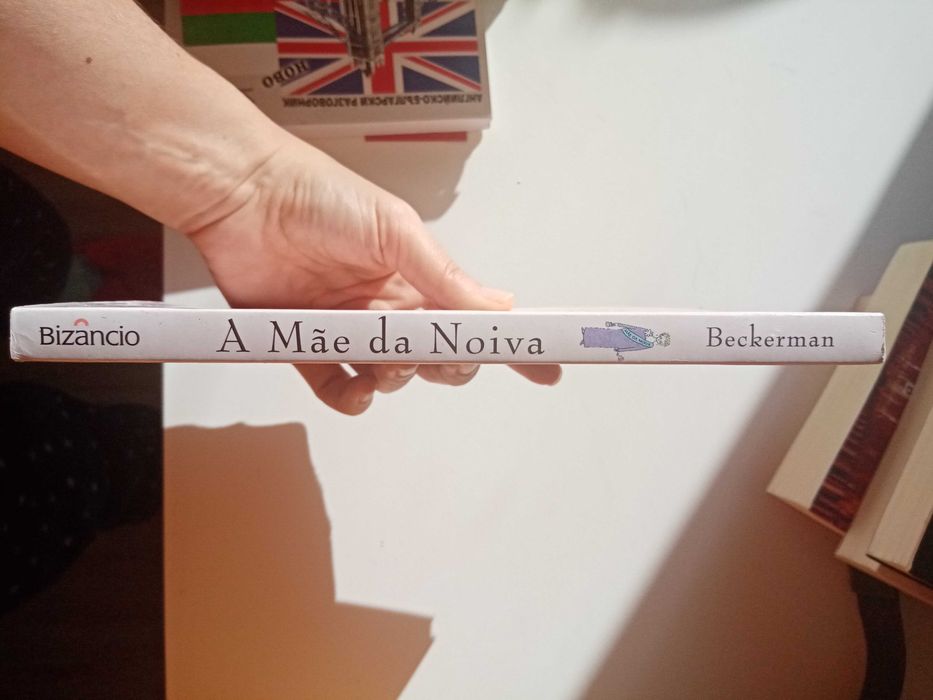 НОВО
АНГЛИЙСКО-БЪЛГАРСКИ РАЗГОВОРНИК
Bizâncio A Mãe da Noiva Beckerman